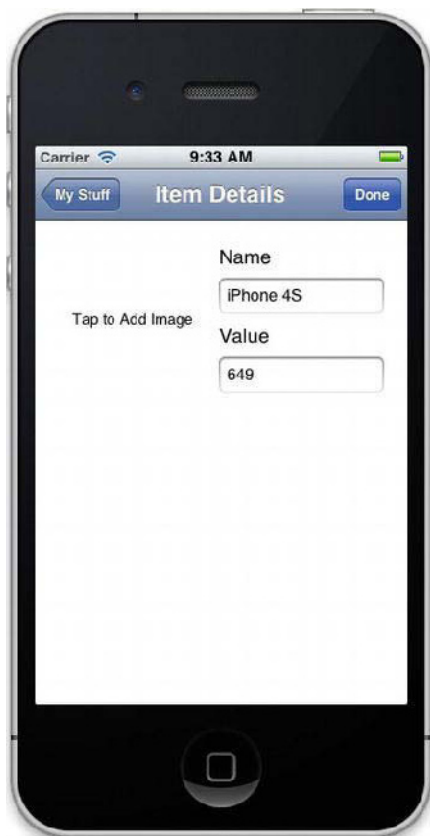 Carrier 9:33 AM
My Stuff Item Details Done
Name
iPhone 4S
Tap to Add Image
Value
649